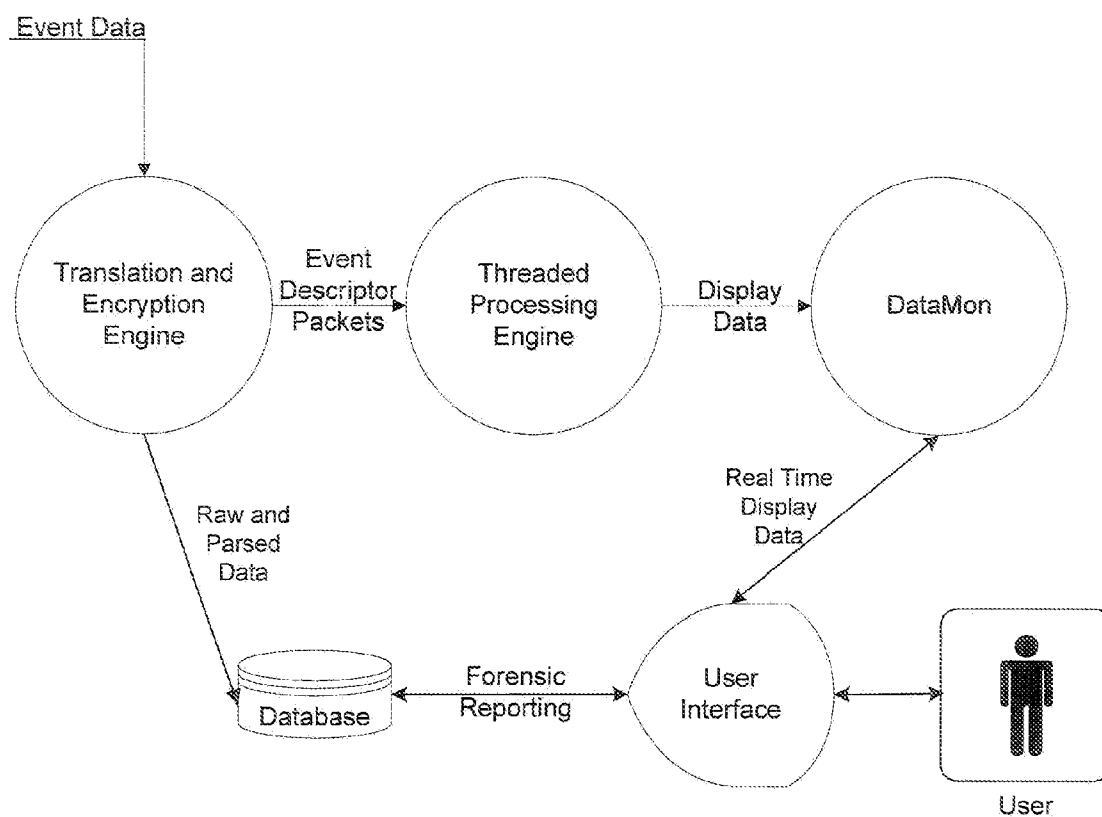 Event Data
Translation and
Encryption
Engine
Event
Descriptor
Packets
Threaded
Processing
Engine
Display
Data
DataMon
Raw and
Parsed
Data
Real Time
Display
Data
Database
Forensic
Reporting
User
Interface
User